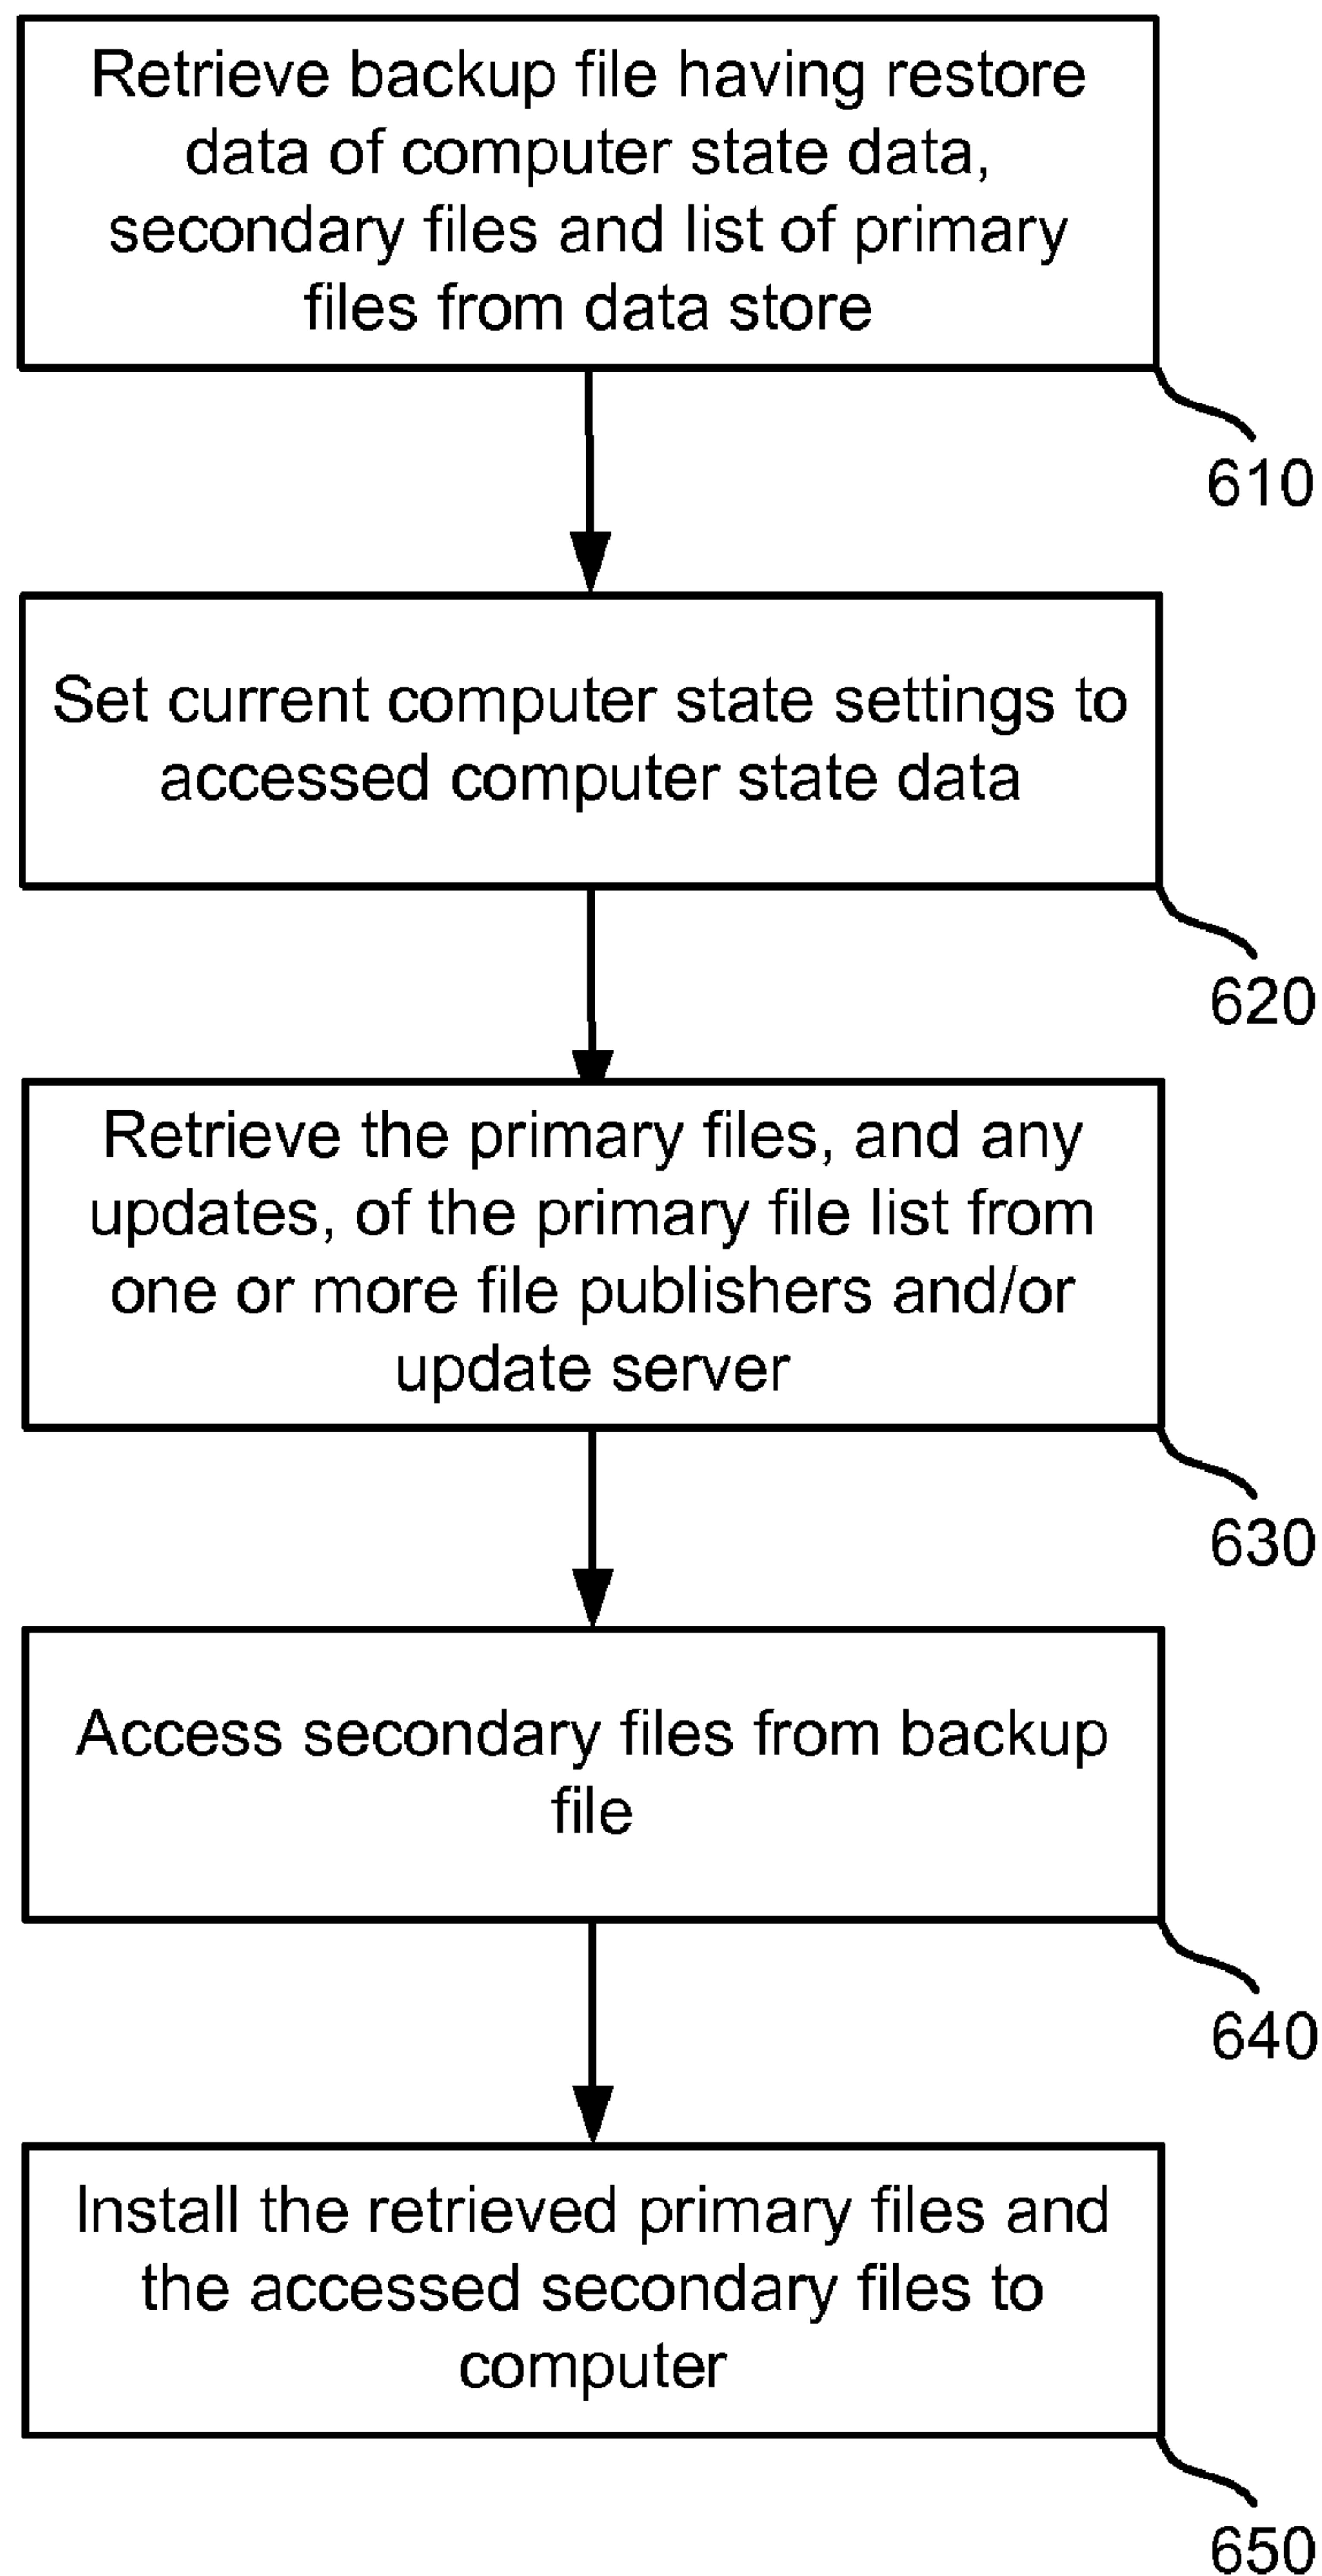 Retrieve backup file having restore
data of computer state data,
secondary files and list of primary
files from data store
610
Set current computer state settings to
accessed computer state data
620
Retrieve the primary files, and any
updates, of the primary file list from
one or more file publishers and/or
update server
630
Access secondary files from backup
file
640
Install the retrieved primary files and
the accessed secondary files to
computer
650